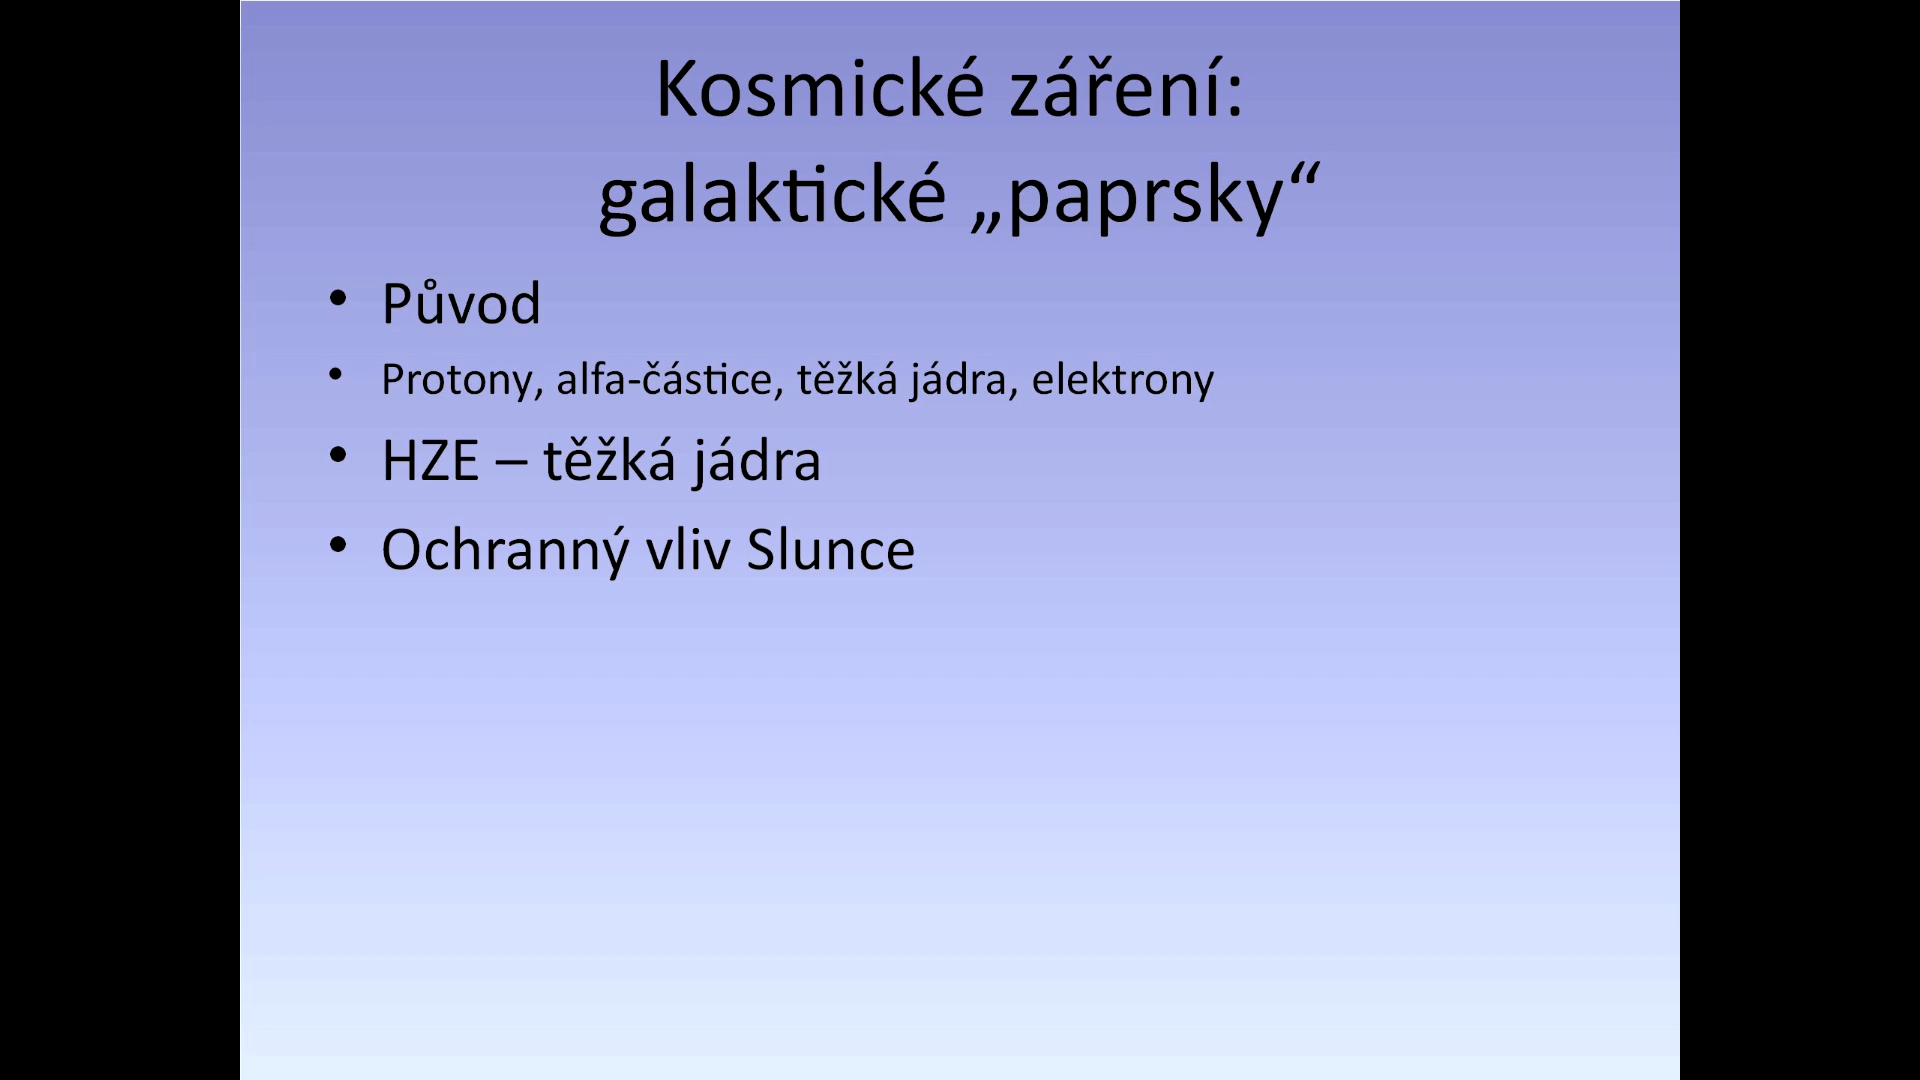 Kosmické záření:
galaktické „paprsky“
• Původ
• Protony, alfa-částice, těžká jádra, elektrony
• HZE – těžká jádra
• Ochranný vliv Slunce